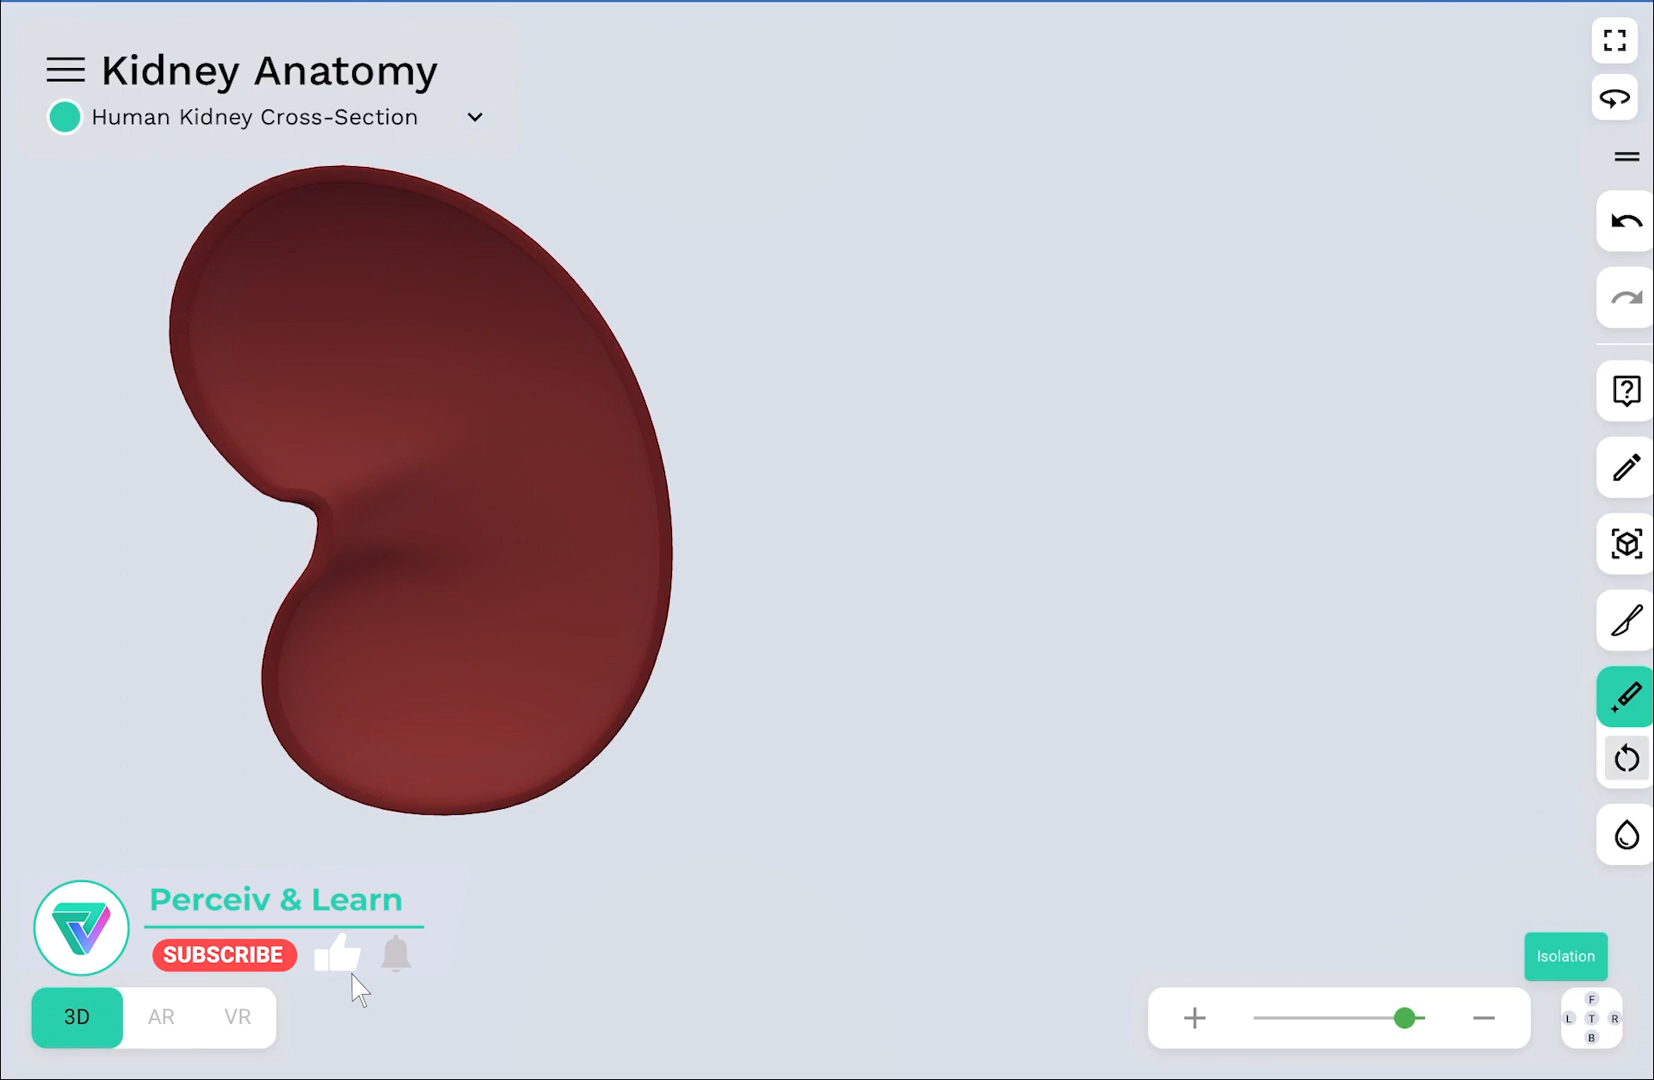 Kidney Anatomy
Human Kidney Cross-Section
Perceiv & Learn
SUBSCRIBE
Isolation
3D AR VR
F
L T R
B